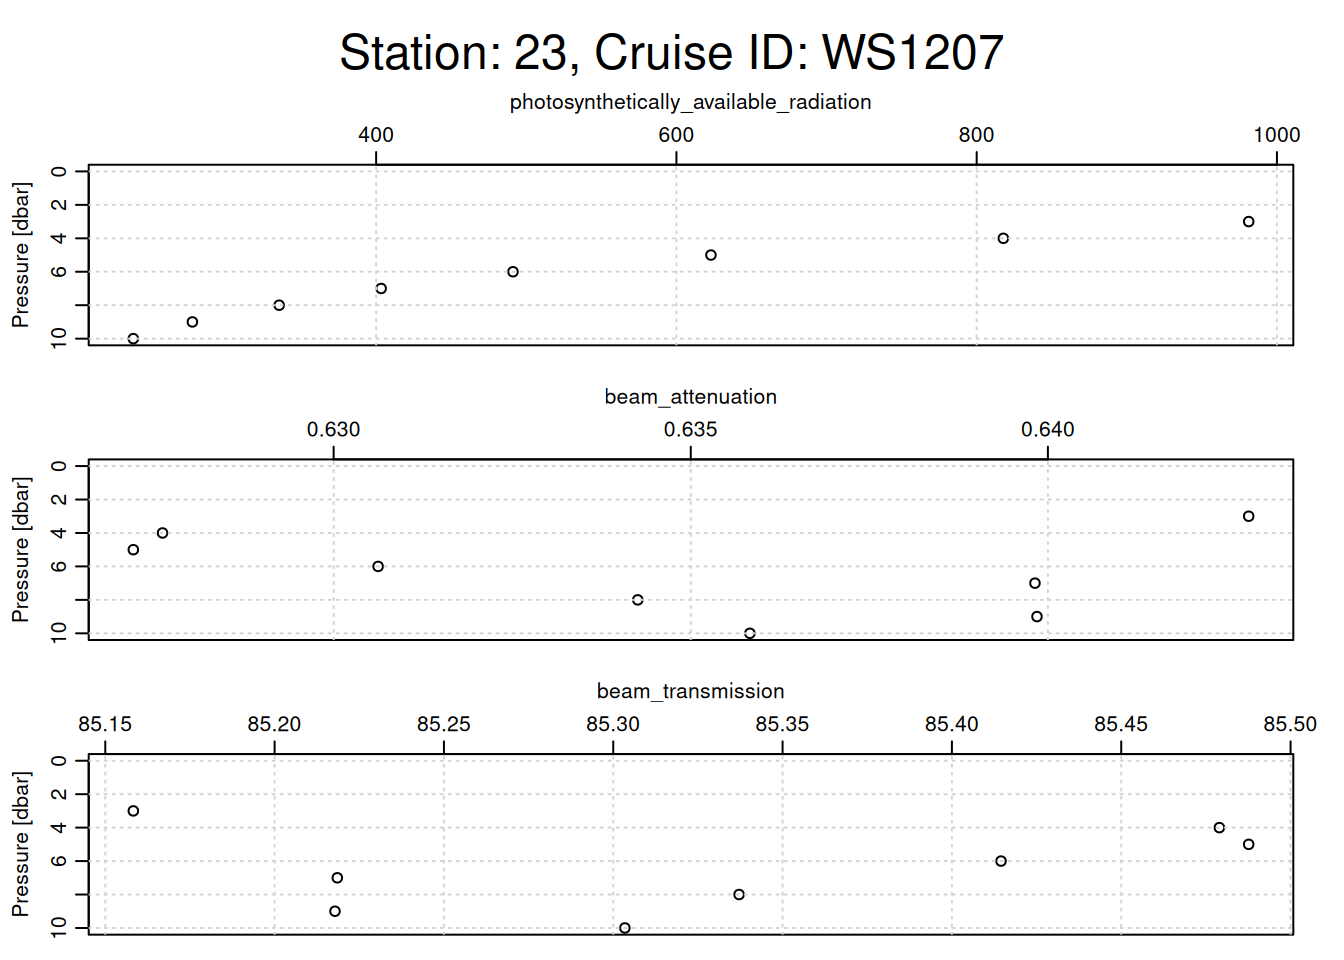 Station: 23, Cruise ID: WS1207
photosynthetically_available_radiation
400 600 800 1000
Pressure [dbar]
0
2
4
6
10
beam_attenuation
0.630 0.635 0.640
Pressure [dbar]
0
2
4
6
10
beam_transmission
85.15 85.20 85.25 85.30 85.35 85.40 85.45 85.50
Pressure [dbar]
0
2
4
6
10